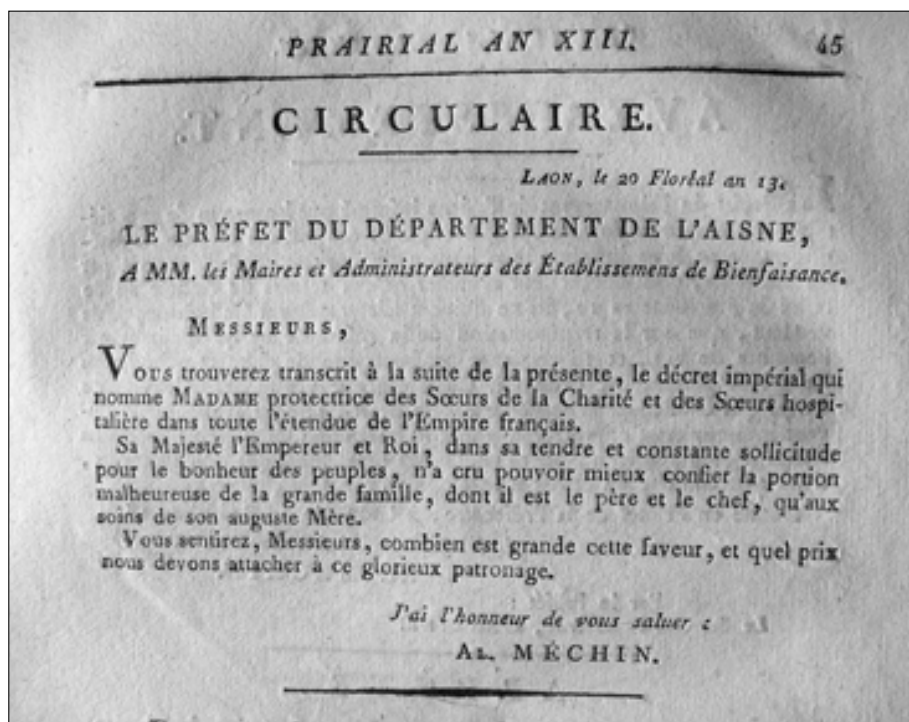 PRAIRIAL AN XIII. 45
CIRCULAIRE.
LAON, le 20 Floréal an 13.
LE PRÉFET DU DÉPARTEMENT DE L'AISNE,
A MM. les Maires et Administrateurs des Établissemens de Bienfaisance.
MESSIEURS,
Vous trouverez transcrit à la suite de la présente, le décret impérial qui
nomme MADAME protectrice des Sœurs de la Charité et des Sœurs hospi-
talière dans toute l'étendue de l'Empire français.
Sa Majesté l'Empereur et Roi, dans sa tendre et constante sollicitude
pour le bonheur des peuples, n'a cru pouvoir mieux confier la portion
malheureuse de la grande famille, dont il est le père et le chef, qu'aux
soins de son auguste Mère.
Vous sentirez, Messieurs, combien est grande cette faveur, et quel prix
nous devons attacher à ce glorieux patronage.
J'ai l'honneur de vous saluer :
AL. MÉCHIN.